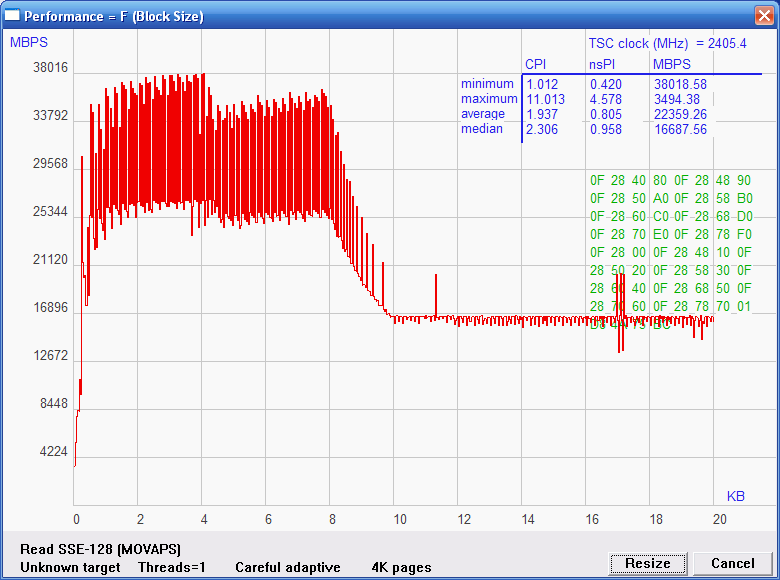 Performance = F (Block Size)
MBPS
TSC clock (MHz) = 2405.4
CPI nsPI MBPS
minimum 1.012 0.420 38018.58
maximum 11.013 4.578 3494.38
average 1.937 0.805 22359.26
median 2.306 0.958 16687.56
38016
33792
29568
25344
21120
16896
12672
8448
4224
0F 28 40 80 0F 28 48 90
0F 28 50 A0 0F 28 58 B0
0F 28 60 C0 0F 28 68 D0
0F 28 70 E0 0F 28 78 F0
0F 28 00 0F 28 48 10 0F
28 50 20 0F 28 58 30 0F
28 60 40 0F 28 68 50 0F
28 70 60 0F 28 78 70 01
KB
0 2 4 6 8 10 12 14 16 18 20
Read SSE-128 (MOVAPS)
Unknown target Threads=1 Careful adaptive 4K pages
Resize Cancel